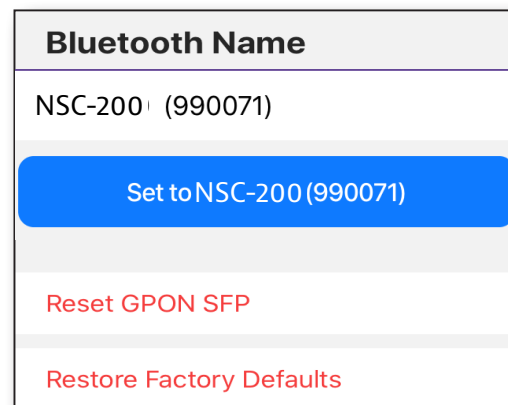 Bluetooth Name
NSC-200 (990071)
Set to NSC-200 (990071)
Reset GPON SFP
Restore Factory Defaults